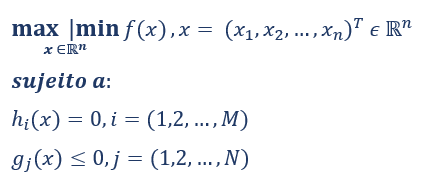 max |min f(x) , x = (x₁, x₂, …, xₙ)ᵀ ϵ ℝⁿ
x ∈ℝⁿ
sujeito a:
hᵢ(x) = 0, i = (1,2, …, M)
gⱼ(x) ≤ 0, j = (1,2, …, N)